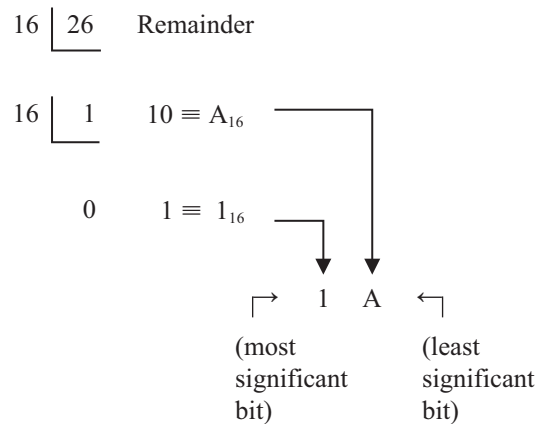 16 26 Remainder
16 1 10 ≡ A₁₆
0 1 ≡ 1₁₆
1 A
(most
significant
bit)
(least
significant
bit)